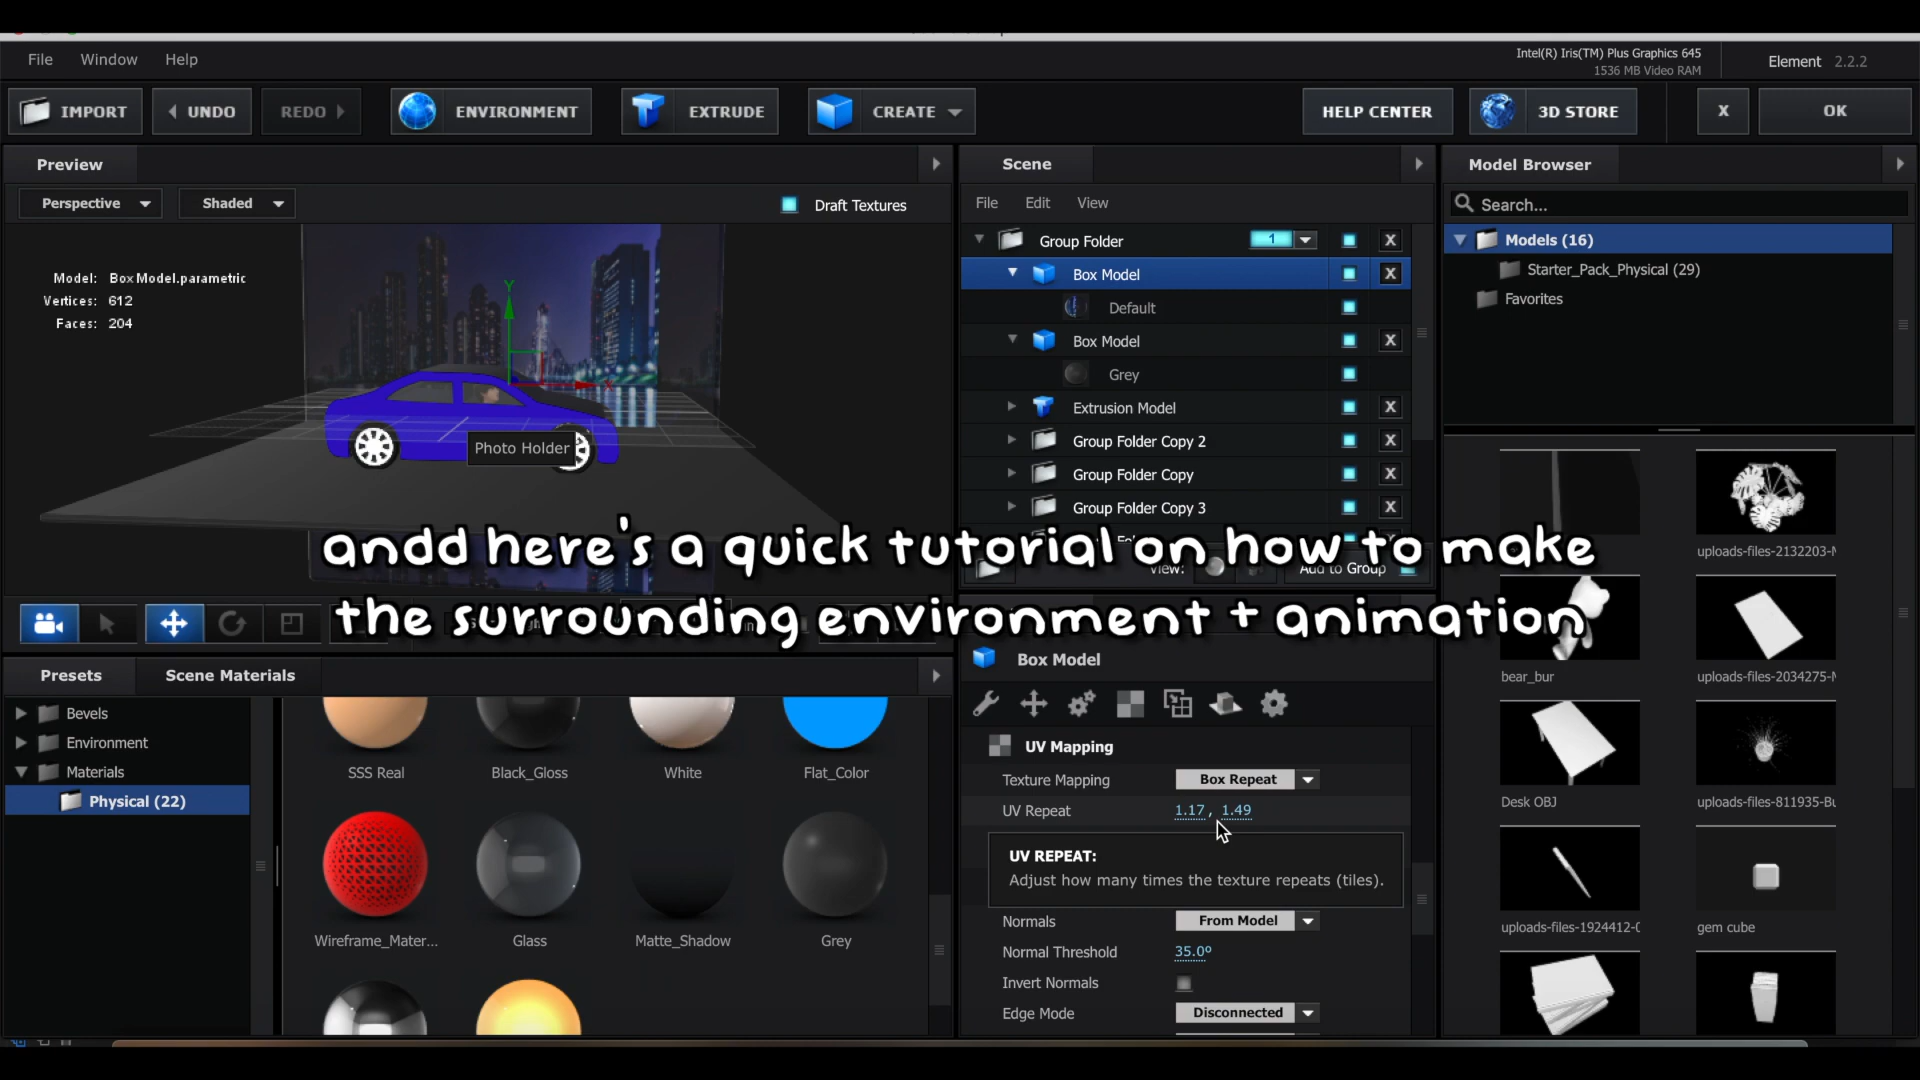 File Window Help
Intel(R) Iris(TM) Plus Graphics 645
1536 MB Video RAM
Element 2.2.2
IMPORT UNDO REDO ENVIRONMENT EXTRUDE CREATE HELP CENTER 3D STORE X OK
Preview
Scene
Model Browser
Perspective Shaded Draft Textures
File Edit View
Search...
Model: Box Model.parametric
Vertices: 612
Faces: 204
Y
X
Photo Holder
Group Folder 1 X
Box Model X
Default
Box Model X
Grey
Extrusion Model X
Group Folder Copy 2 X
Group Folder Copy X
Group Folder Copy 3 X
View: Add to Group
Models (16)
Starter_Pack_Physical (29)
Favorites
andd here's a quick tutorial on how to make
the surrounding environment + animation
Presets Scene Materials
Bevels
Environment
Materials
Physical (22)
SSS Real Black_Gloss White Flat_Color
Wireframe_Mater... Glass Matte_Shadow Grey
Box Model
UV Mapping
Texture Mapping Box Repeat
UV Repeat 1.17, 1.49
UV REPEAT:
Adjust how many times the texture repeats (tiles).
Normals From Model
Normal Threshold 35.0º
Invert Normals
Edge Mode Disconnected
uploads-files-2132203-
bear_bur uploads-files-2034275-
Desk OBJ uploads-files-811935-Bu
uploads-files-1924412- gem cube